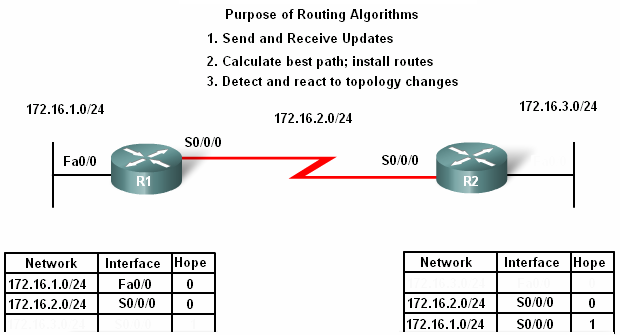 Purpose of Routing Algorithms
1. Send and Receive Updates
2. Calculate best path; install routes
3. Detect and react to topology changes
172.16.1.0/24
172.16.2.0/24
172.16.3.0/24
Fa0/0
R1
S0/0/0
S0/0/0
R2
Network Interface Hope
172.16.1.0/24 Fa0/0 0
172.16.2.0/24 S0/0/0 0
Network Interface Hope
172.16.2.0/24 S0/0/0 0
172.16.1.0/24 S0/0/0 1